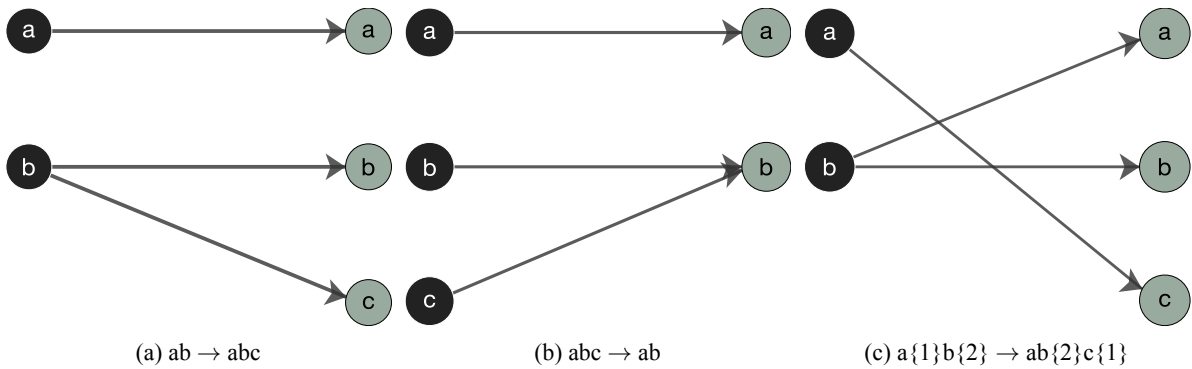 a a a a a a
b b b b b b
c c c c
(a) ab → abc (b) abc → ab (c) a{1}b{2} → ab{2}c{1}